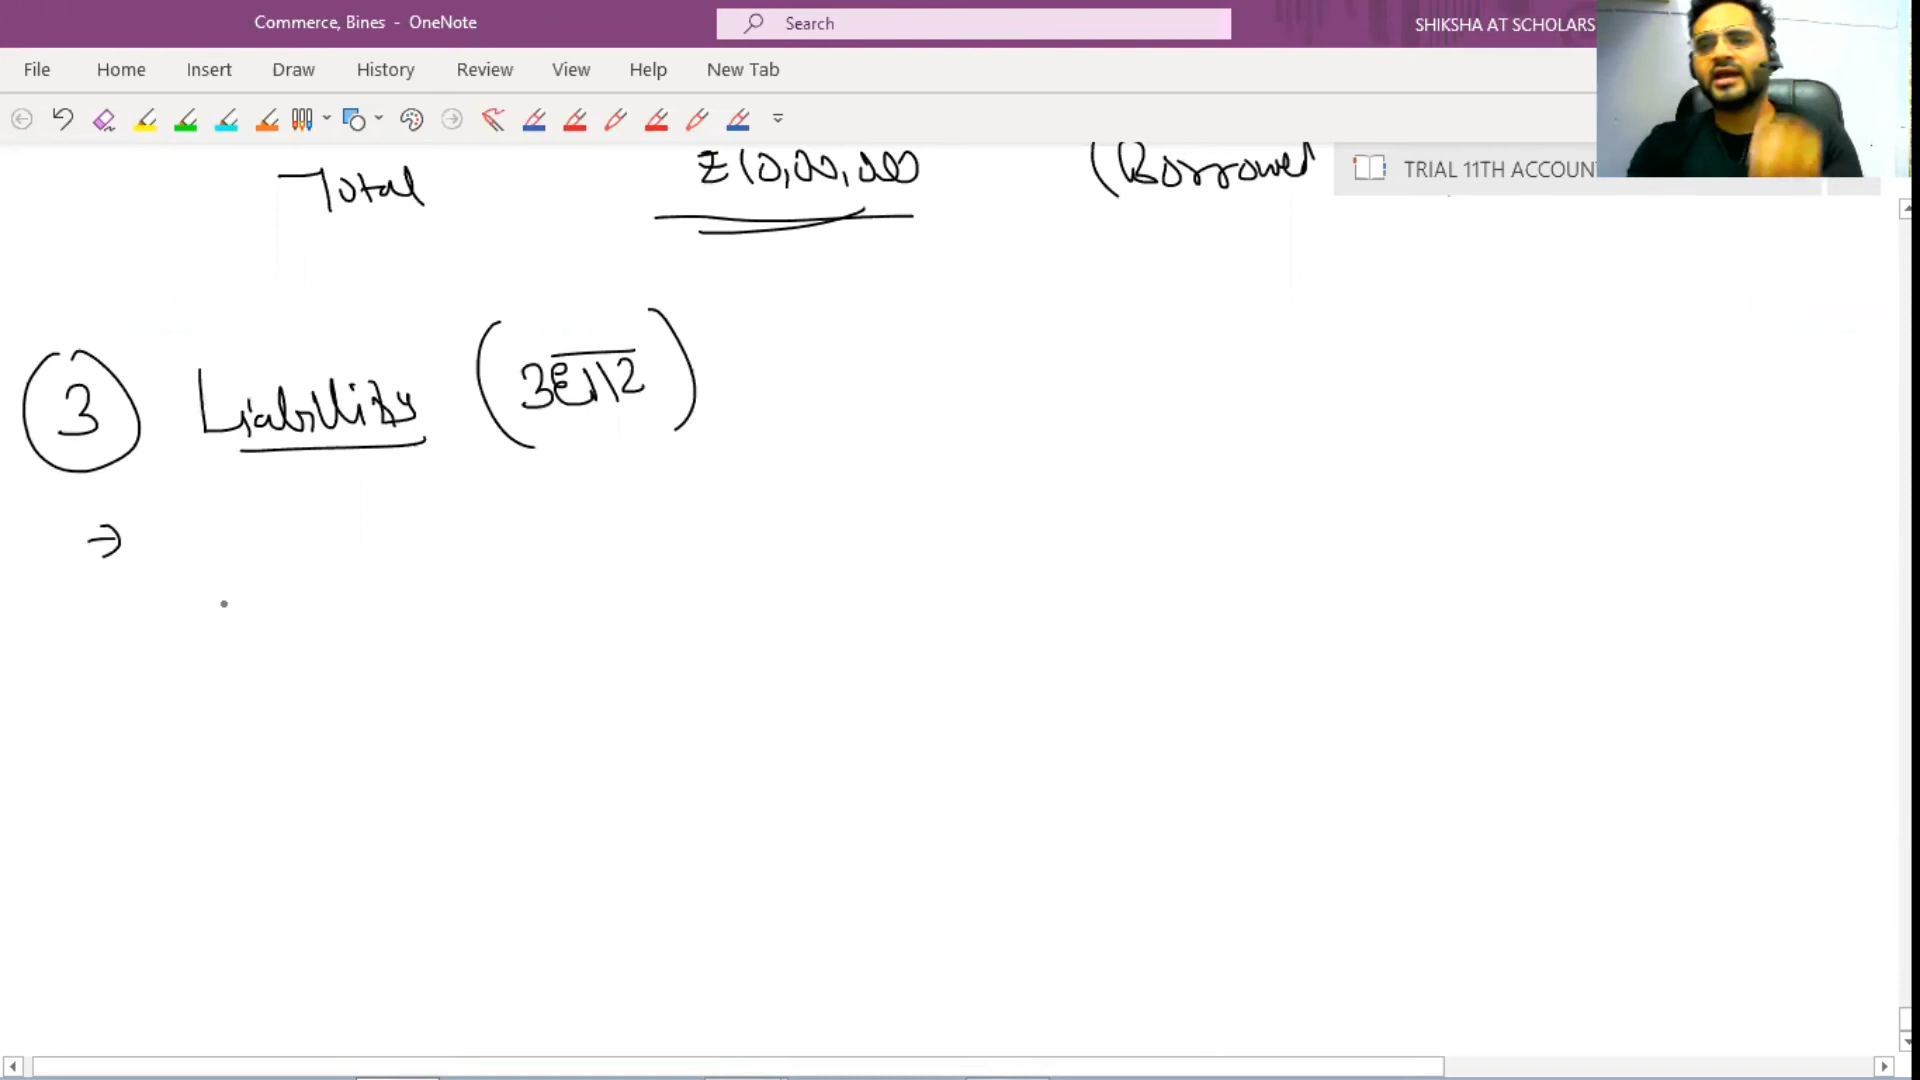 Commerce, Bines - OneNote
Search
SHIKSHA AT SCHOLARS
File Home Insert Draw History Review View Help New Tab
TRIAL 11TH ACCOUN
Total ₹10,00,000 (Borrowed
3 Liability (उधार)
→